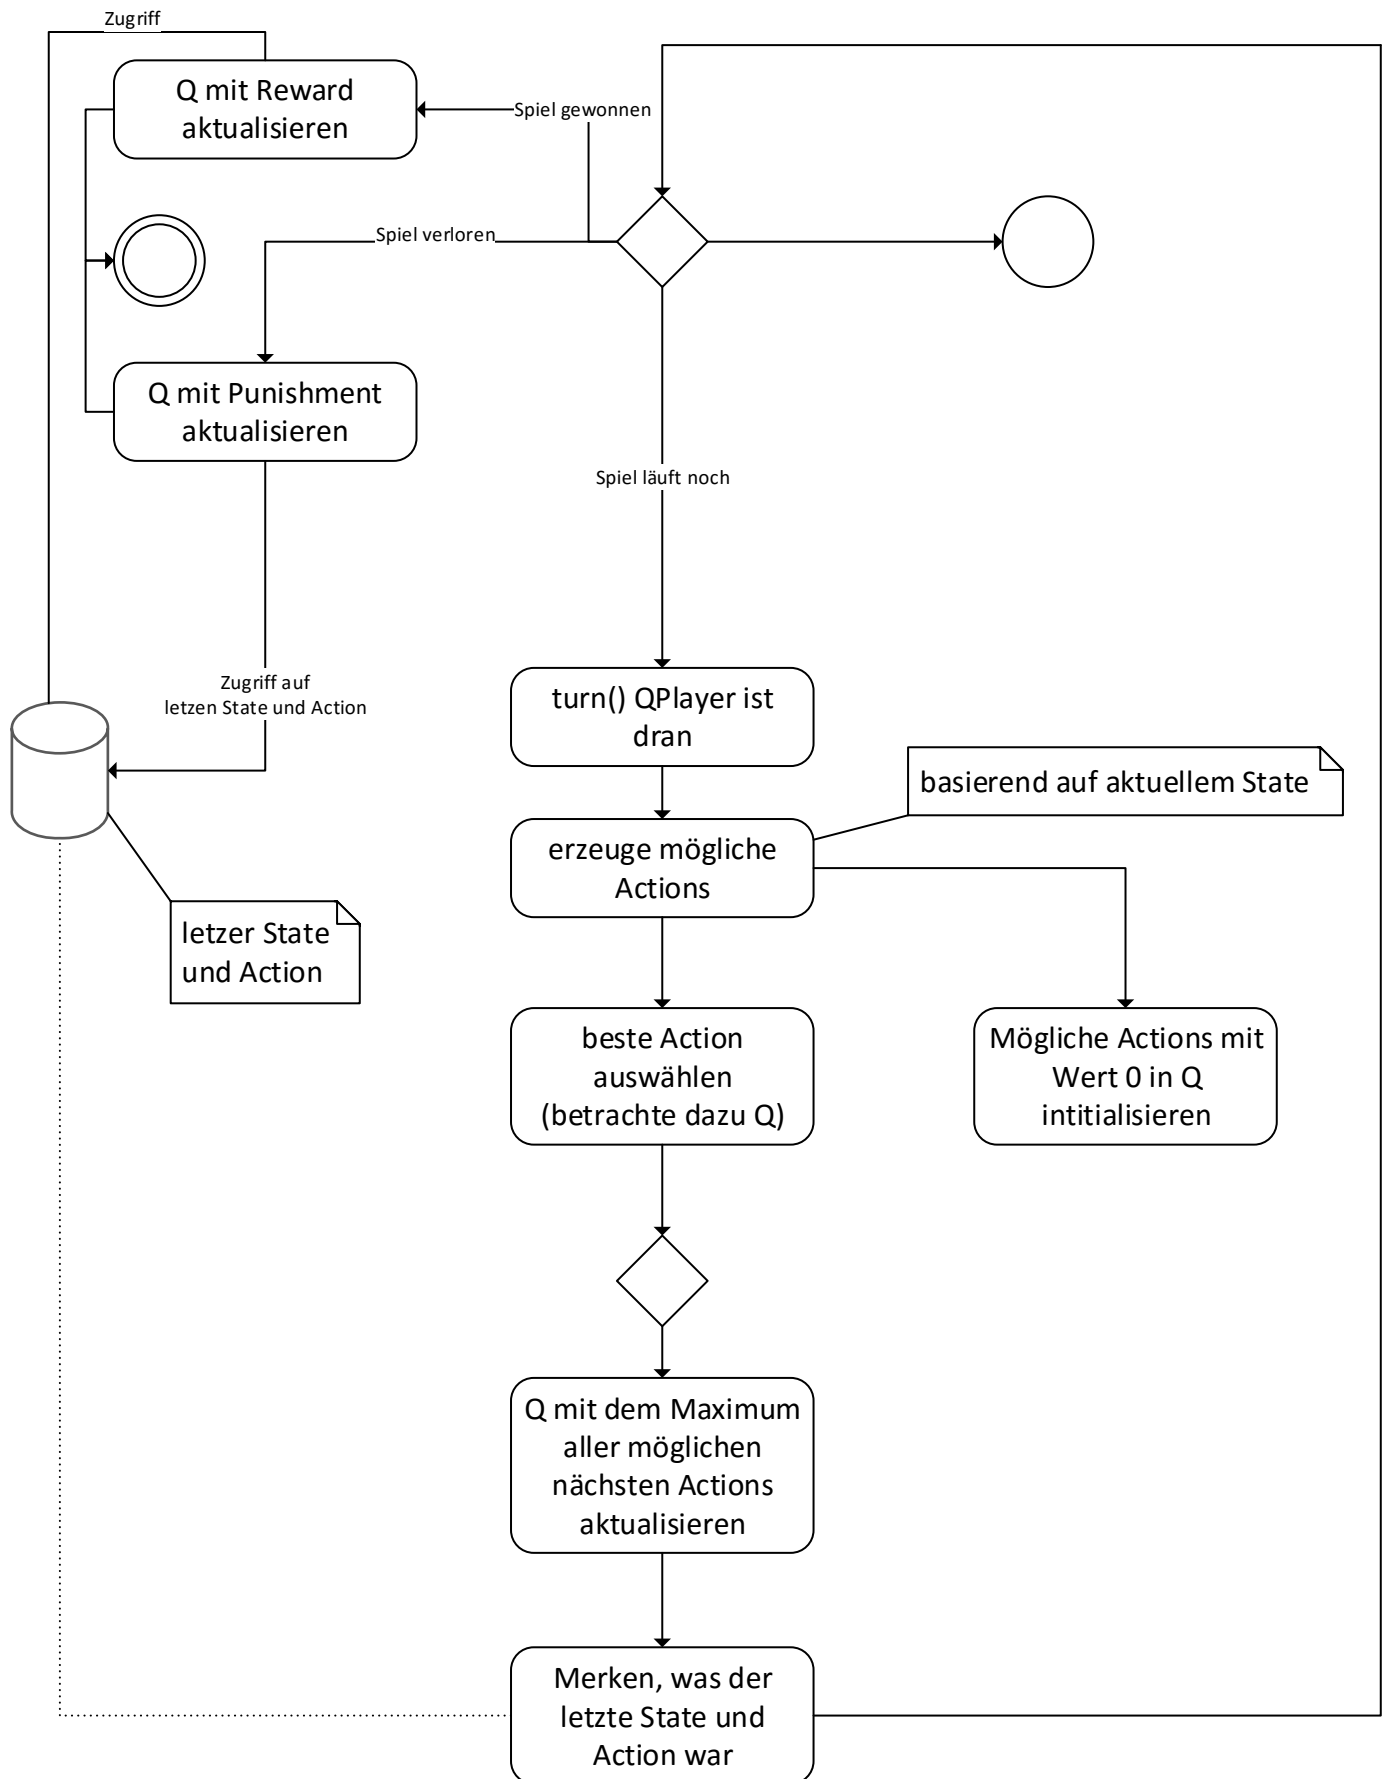 Zugriff
Q mit Reward
aktualisieren
Spiel gewonnen
Spiel verloren
Q mit Punishment
aktualisieren
Spiel läuft noch
Zugriff auf
letzen State und Action
turn() QPlayer ist
dran
basierend auf aktuellem State
erzeuge mögliche
Actions
letzer State
und Action
beste Action
auswählen
(betrachte dazu Q)
Mögliche Actions mit
Wert 0 in Q
intitialisieren
Q mit dem Maximum
aller möglichen
nächsten Actions
aktualisieren
Merken, was der
letzte State und
Action war